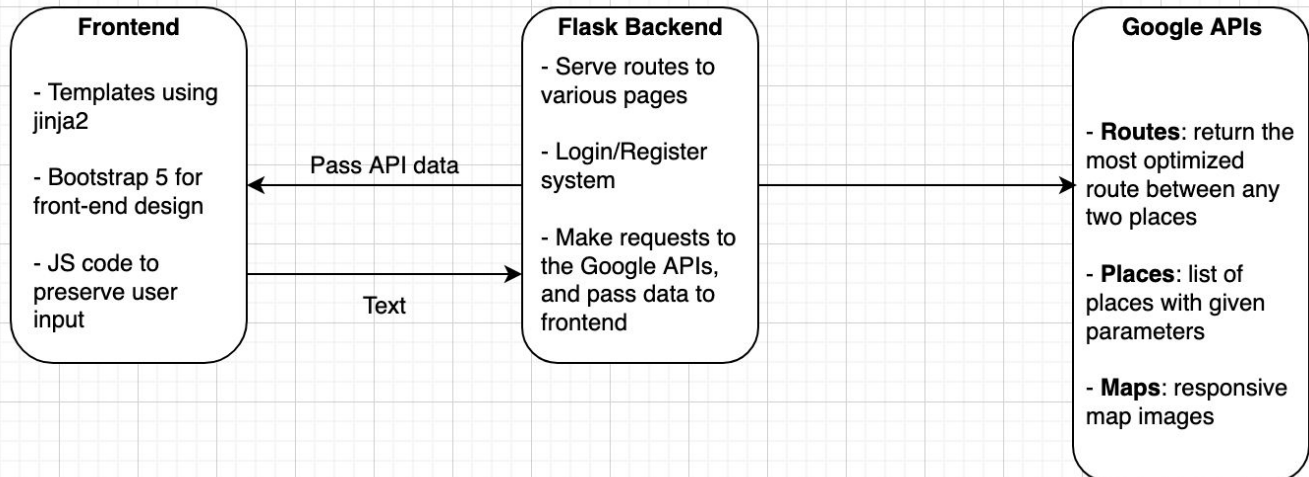 Frontend
- Templates using
jinja2
- Bootstrap 5 for
front-end design
- JS code to
preserve user
input
Pass API data
Text
Flask Backend
- Serve routes to
various pages
- Login/Register
system
- Make requests to
the Google APIs,
and pass data to
frontend
Google APIs
- Routes: return the
most optimized
route between any
two places
- Places: list of
places with given
parameters
- Maps: responsive
map images